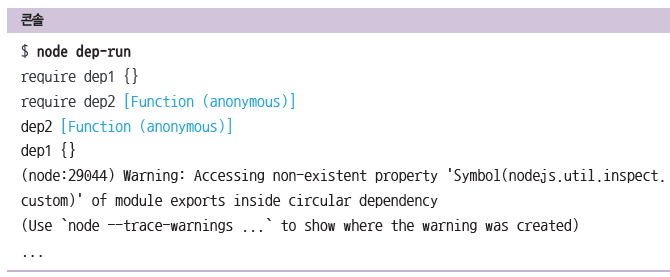 콘솔
$ node dep-run
require dep1 {}
require dep2 [Function (anonymous)]
dep2 [Function (anonymous)]
dep1 {}
(node:29044) Warning: Accessing non-existent property 'Symbol(nodejs.util.inspect.
custom)' of module exports inside circular dependency
(Use `node --trace-warnings ...` to show where the warning was created)
...